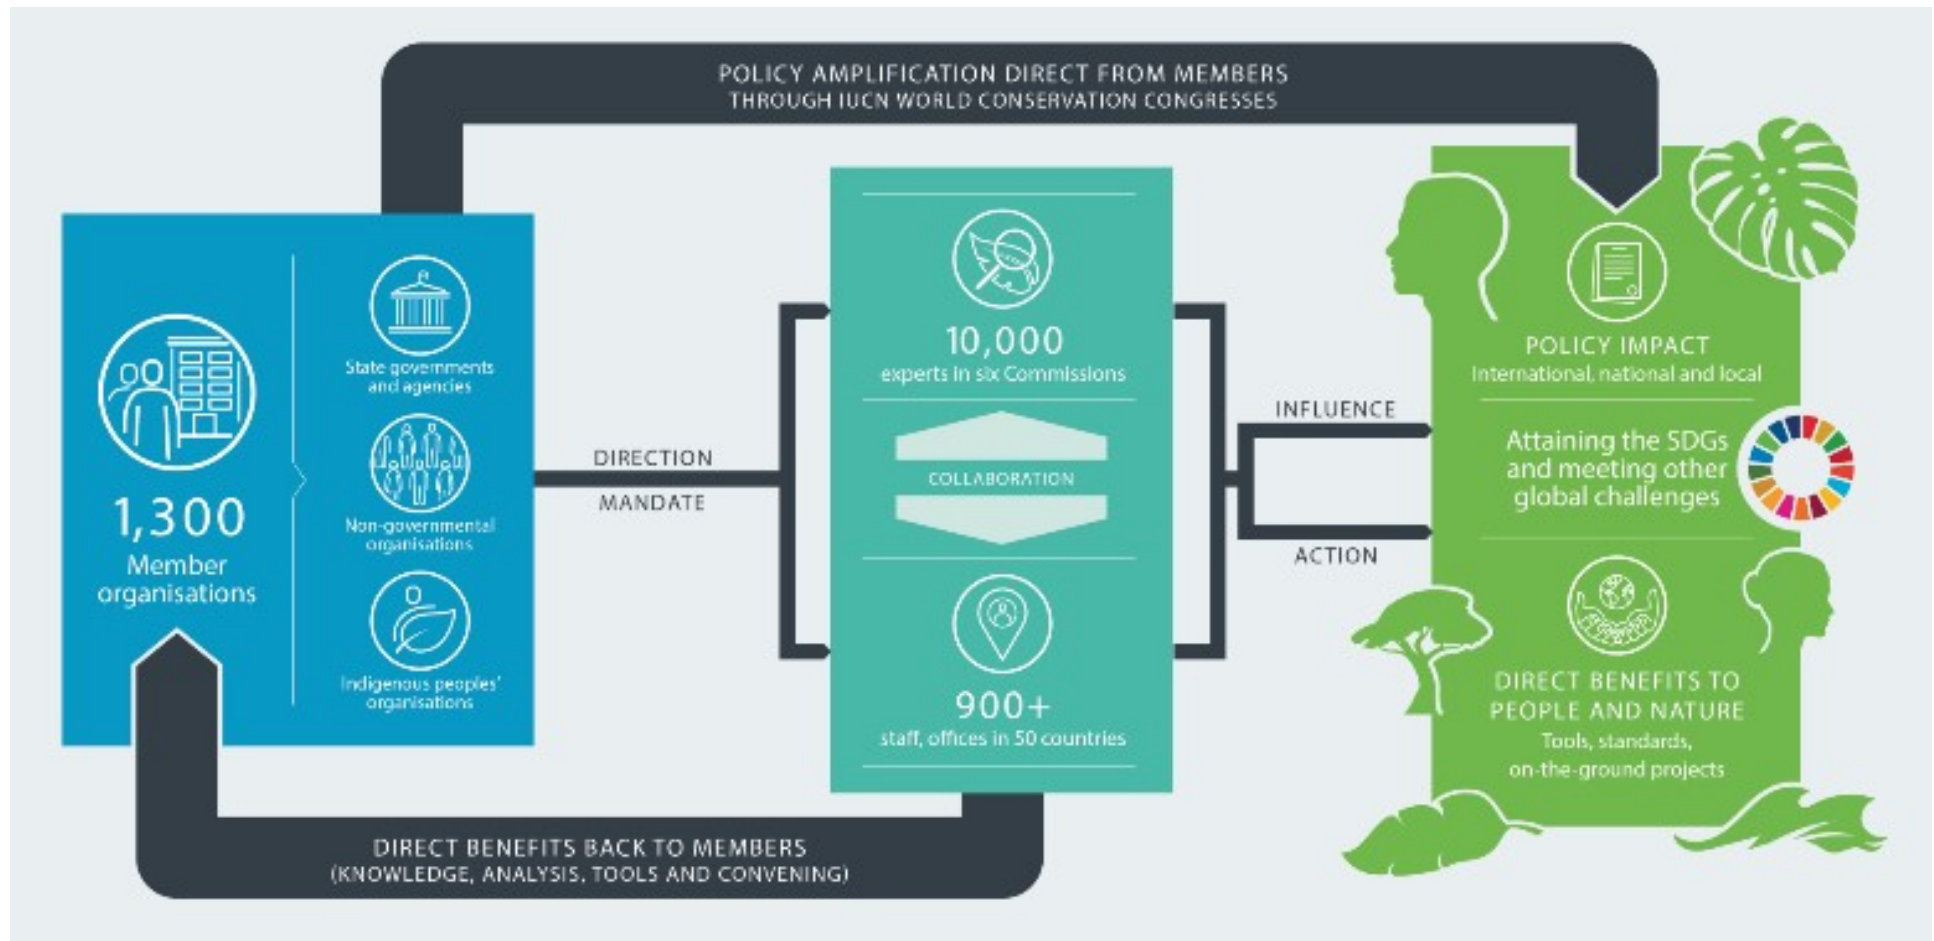 POLICY AMPLIFICATION DIRECT FROM MEMBERS
THROUGH IUCN WORLD CONSERVATION CONGRESSES
1,300
Member
organisations
State governments
and agencies
Non-governmental
organisations
Indigenous peoples'
organisations
DIRECTION
MANDATE
10,000
experts in six Commissions
COLLABORATION
900+
staff, offices in 50 countries
INFLUENCE
ACTION
POLICY IMPACT
International, national and local
Attaining the SDGs
and meeting other
global challenges
DIRECT BENEFITS TO
PEOPLE AND NATURE
Tools, standards,
on-the-ground projects
DIRECT BENEFITS BACK TO MEMBERS
(KNOWLEDGE, ANALYSIS, TOOLS AND CONVENING)